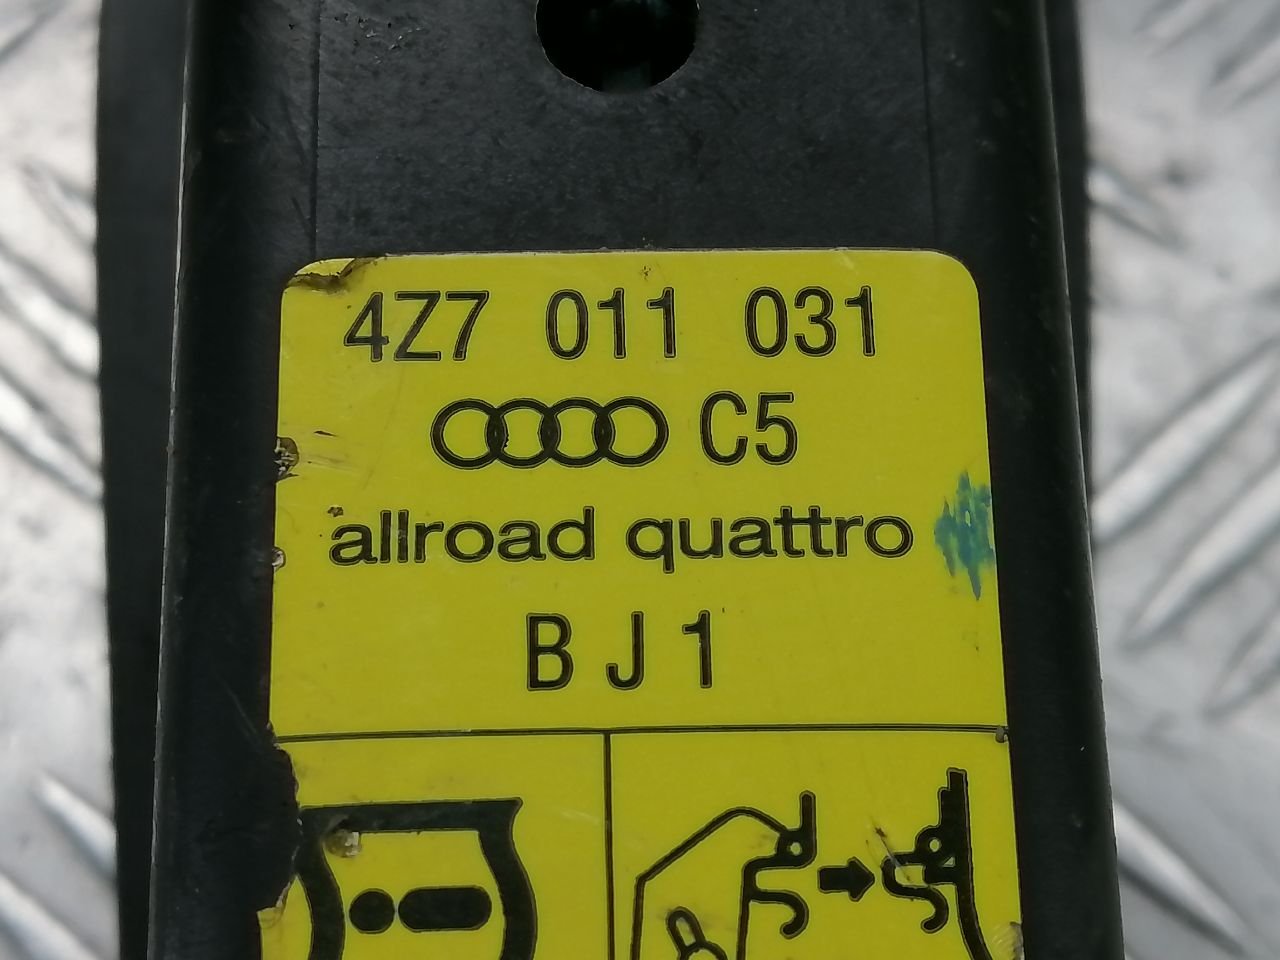 4Z7 011 031
C5
allroad quattro
BJ1